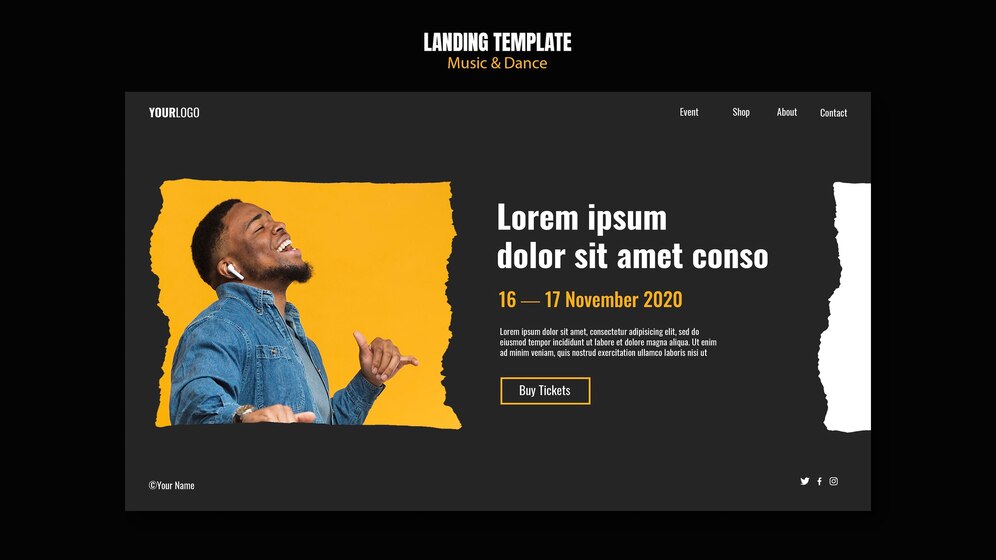 LANDING TEMPLATE
Music & Dance
YOURLOGO
Event Shop About Contact
Lorem ipsum
dolor sit amet conso
16 — 17 November 2020
Lorem ipsum dolor sit amet, consectetur adipisicing elit, sed do
eiusmod tempor incididunt ut labore et dolore magna aliqua. Ut enim
ad minim veniam, quis nostrud exercitation ullamco laboris nisi ut
Buy Tickets
©Your Name